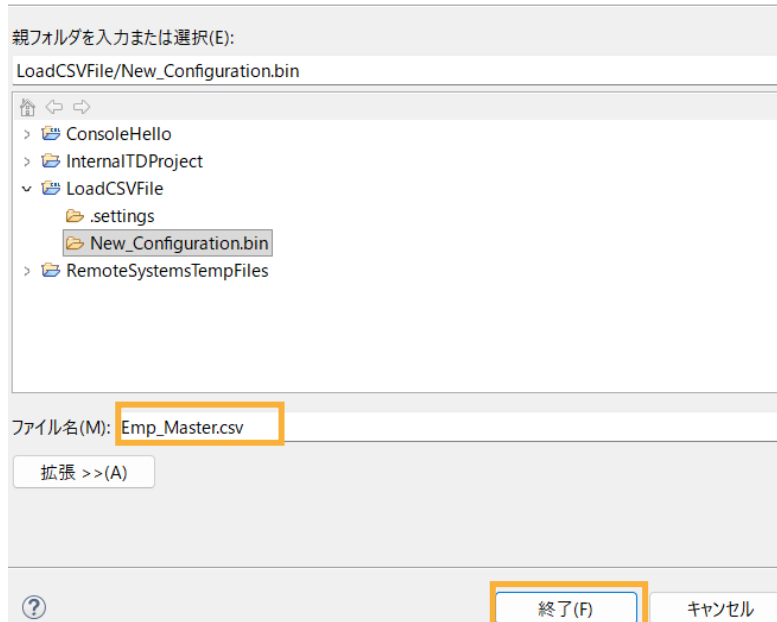 親フォルダを入力または選択(E):
LoadCSVFile/New_Configuration.bin
ConsoleHello
InternalTDProject
LoadCSVFile
.settings
New_Configuration.bin
RemoteSystemsTempFiles
ファイル名(M): Emp_Master.csv
拡張 >>(A)
? 終了(F) キャンセル